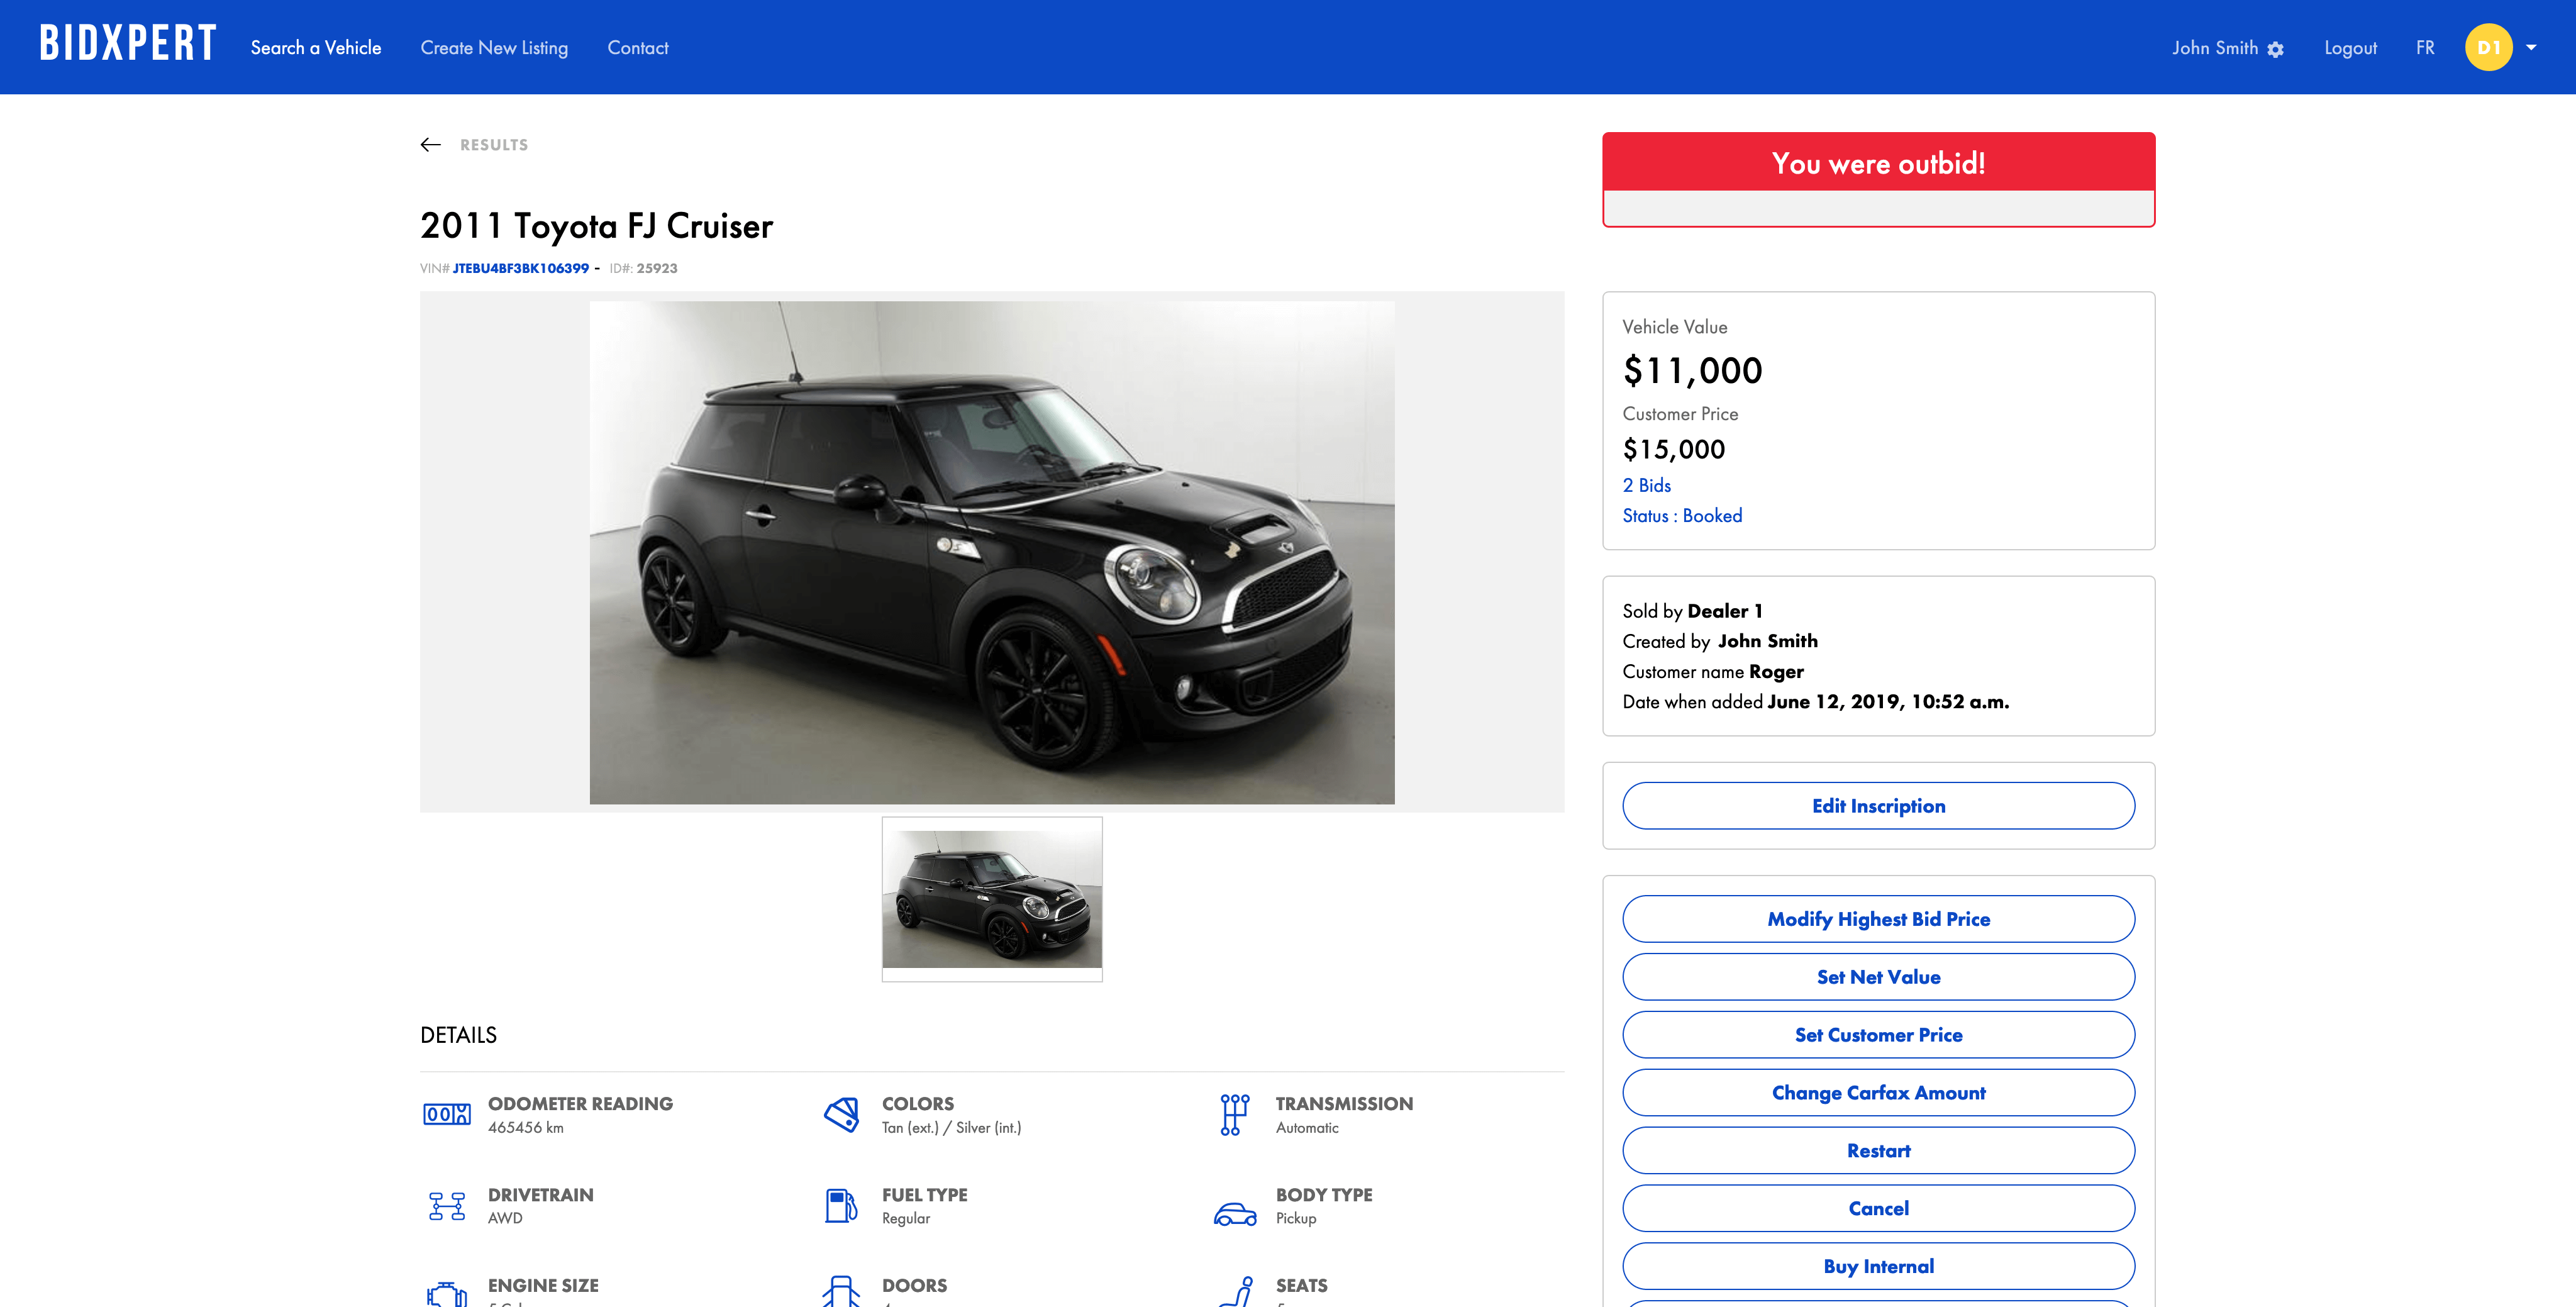 BIDXPERT
Search a Vehicle
Create New Listing
Contact
John Smith
Logout
FR
D1
RESULTS
You were outbid!
2011 Toyota FJ Cruiser
VIN# JTEBU4BF3BK106399 - ID#: 25923
Vehicle Value
$11,000
Customer Price
$15,000
2 Bids
Status : Booked
Sold by Dealer 1
Created by John Smith
Customer name Roger
Date when added June 12, 2019, 10:52 a.m.
Edit Inscription
Modify Highest Bid Price
Set Net Value
Set Customer Price
Change Carfax Amount
Restart
Cancel
Buy Internal
DETAILS
ODOMETER READING
465456 km
COLORS
Tan (ext.) / Silver (int.)
TRANSMISSION
Automatic
DRIVETRAIN
AWD
FUEL TYPE
Regular
BODY TYPE
Pickup
ENGINE SIZE
DOORS
SEATS